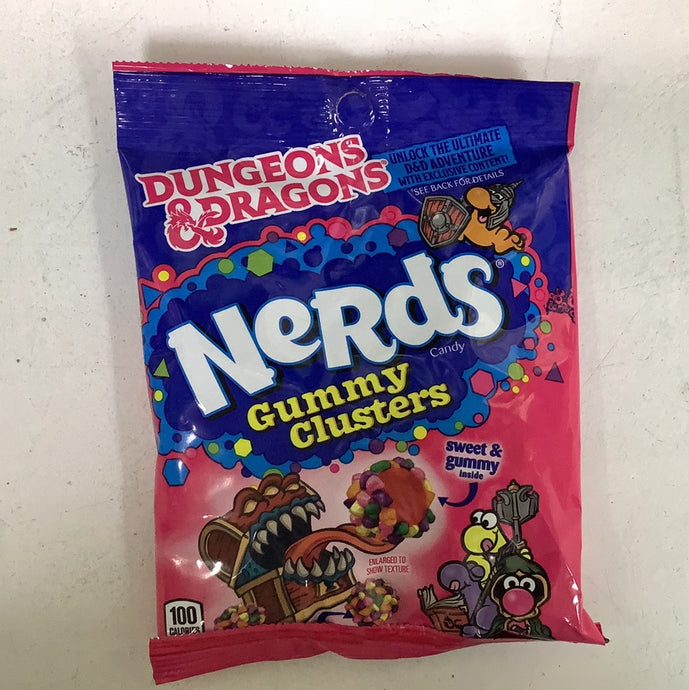 DUNGEONS
& DRAGONS®
UNLOCK THE ULTIMATE
D&D ADVENTURE
WITH EXCLUSIVE CONTENT!
*SEE BACK FOR DETAILS
NeRdS®
Candy
Gummy
Clusters
sweet &
gummy
inside
ENLARGED TO
SHOW TEXTURE
100
CALORIES